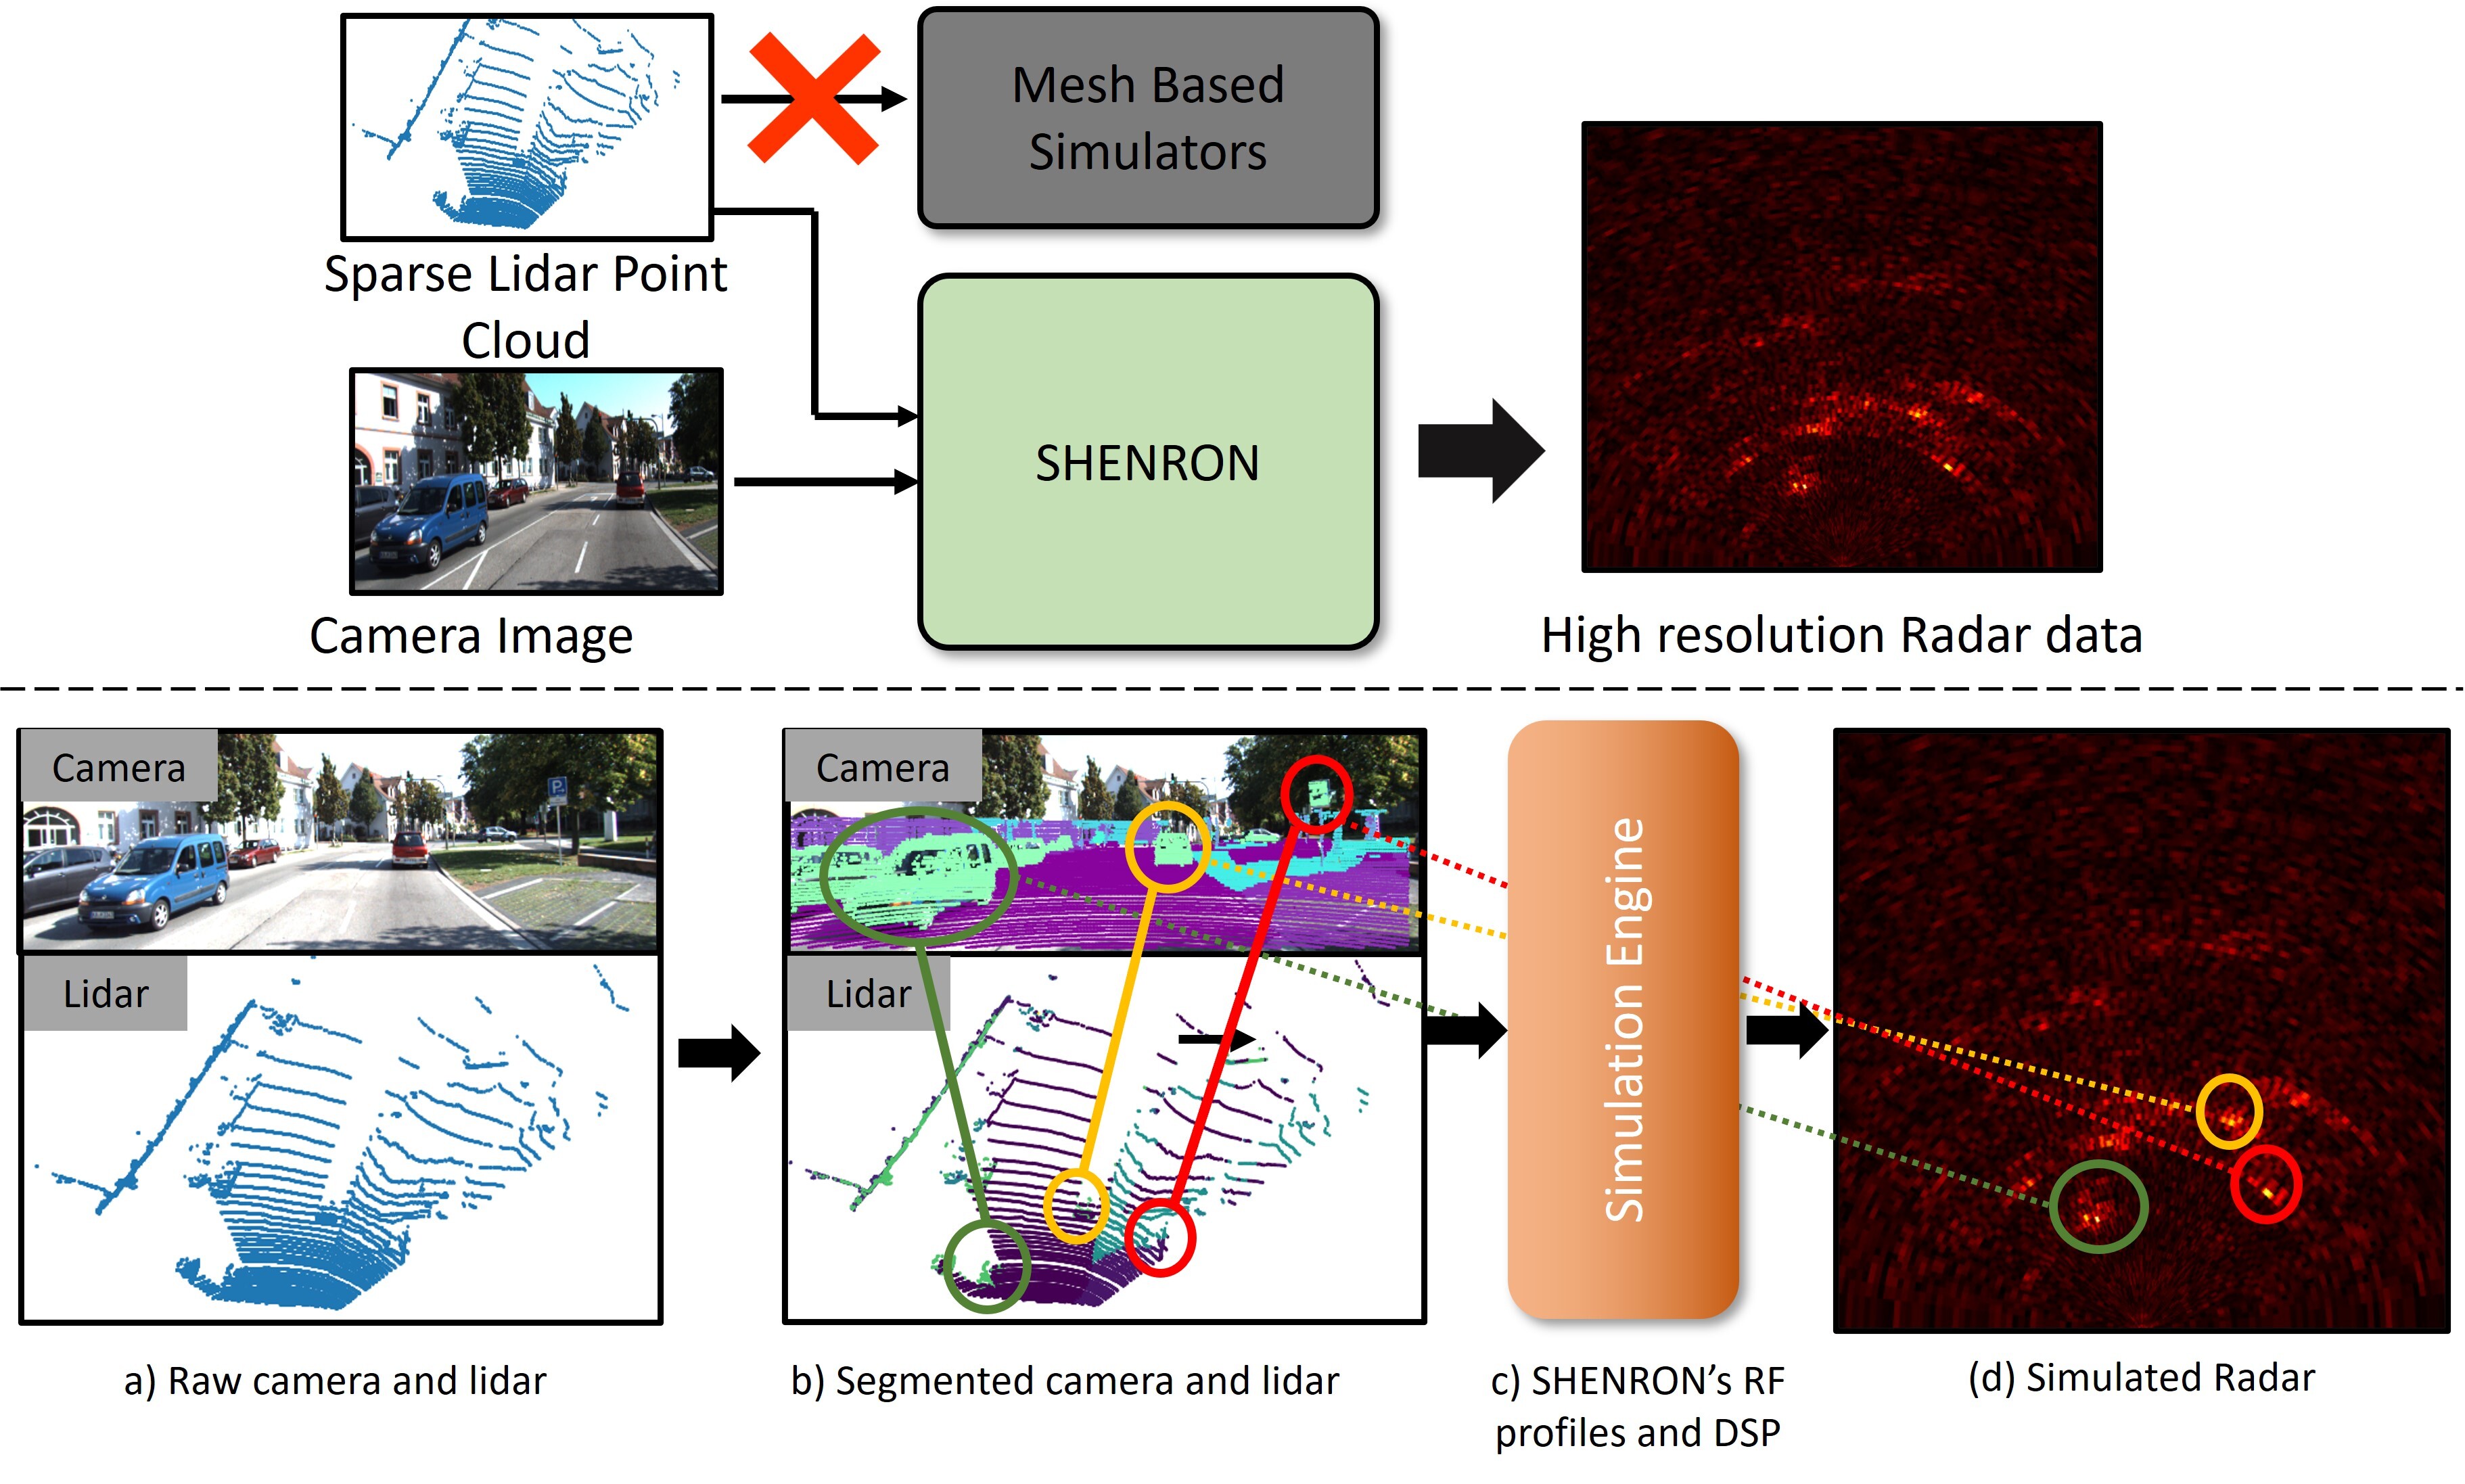 Mesh Based
Simulators
Sparse Lidar Point
Cloud
SHENRON
Camera Image
High resolution Radar data
Camera
Lidar
P
Camera
Lidar
Simulation Engine
a) Raw camera and lidar
b) Segmented camera and lidar
c) SHENRON's RF
profiles and DSP
(d) Simulated Radar